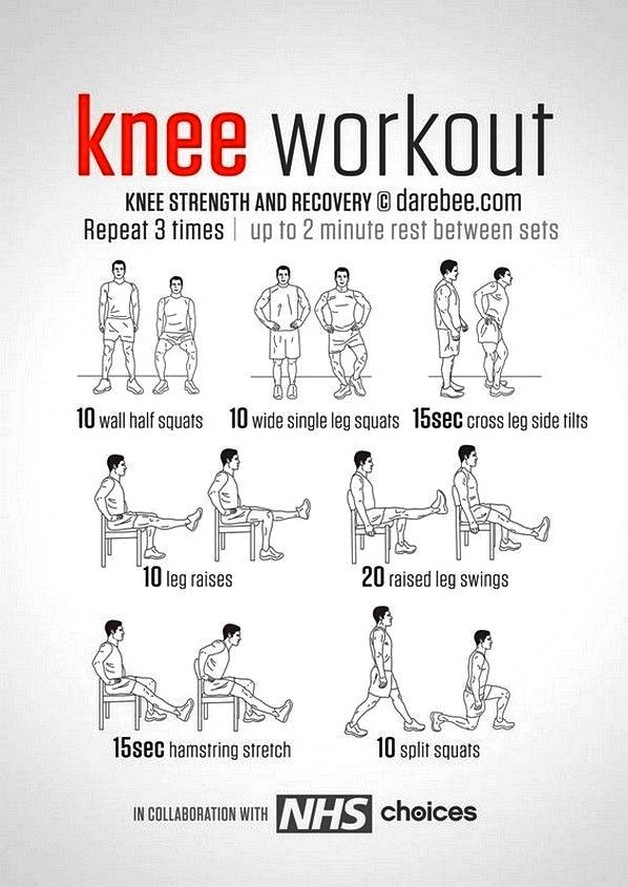 knee workout
KNEE STRENGTH AND RECOVERY © darebee.com
Repeat 3 times | up to 2 minute rest between sets
10 wall half squats 10 wide single leg squats 15sec cross leg side tilts
10 leg raises 20 raised leg swings
15sec hamstring stretch 10 split squats
IN COLLABORATION WITH NHS choices